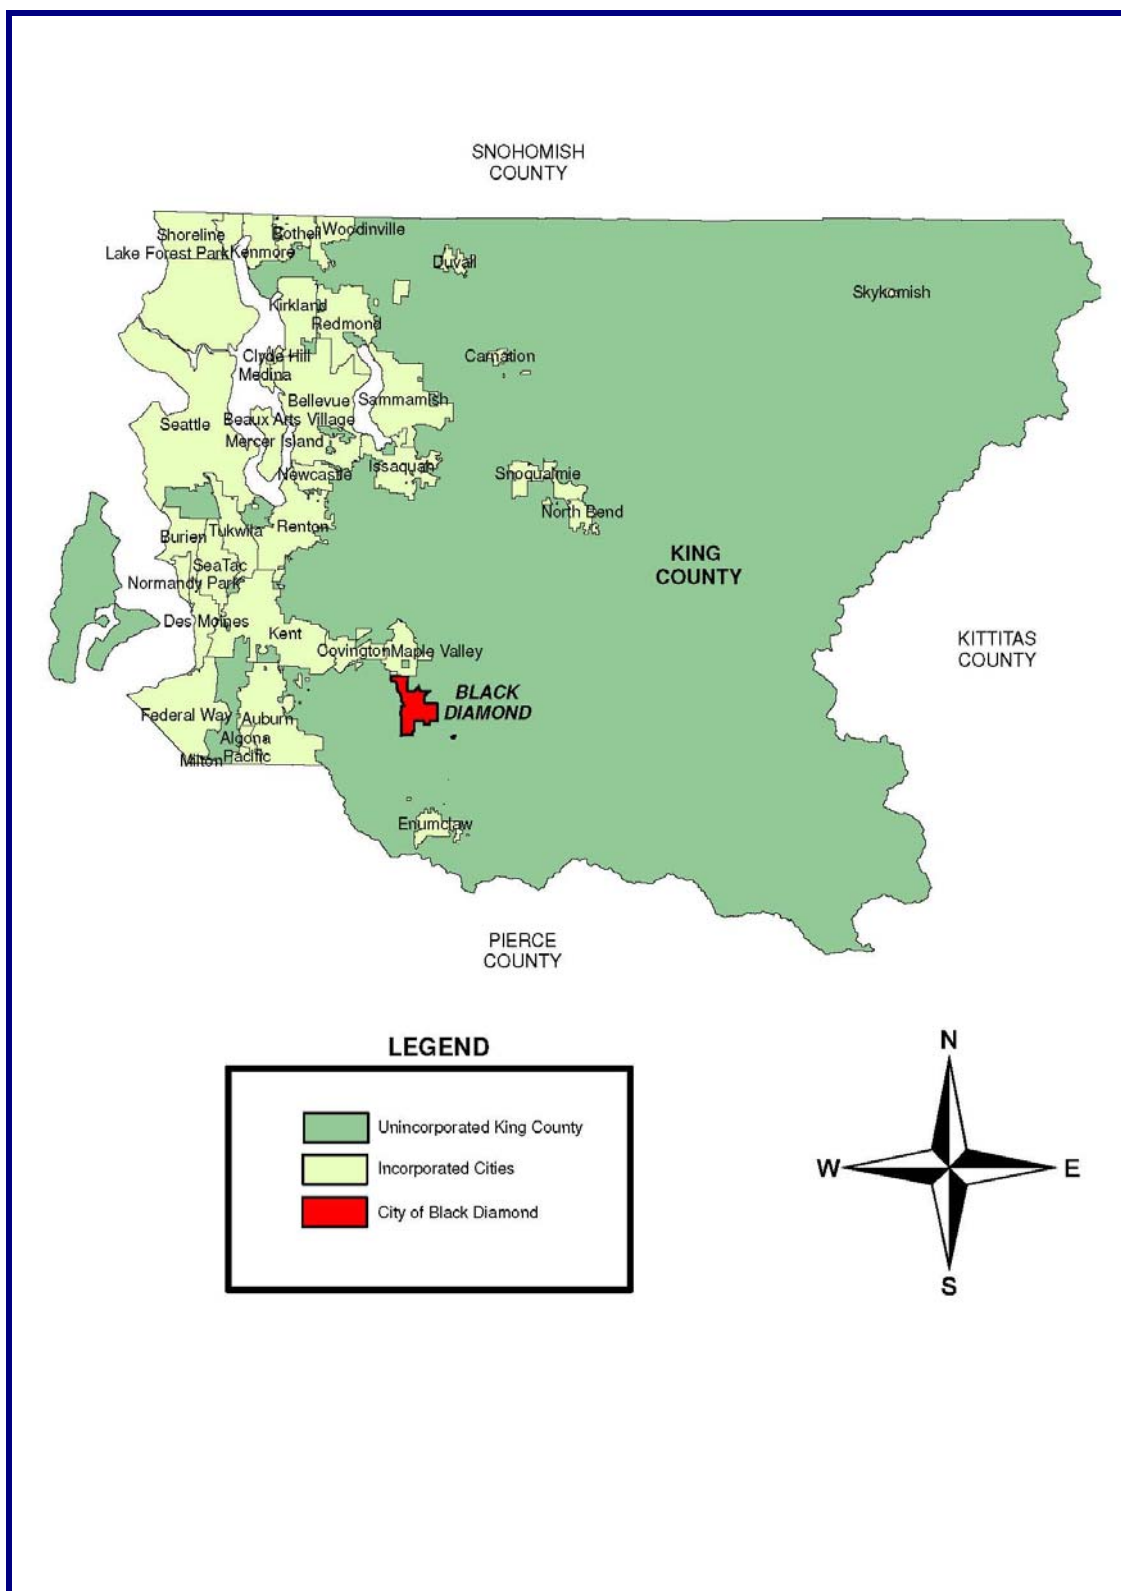 SNOHOMISH
COUNTY
Shoreline
Bothell
Woodinville
Lake Forest Park
Kenmore
Duvall
Skykomish
Kirkland
Redmond
Clyde Hill
Carnation
Medina
Bellevue
Sammamish
Seattle
Beaux Arts Village
Mercer Island
Newcastle
Issaquah
Snoqualmie
North Bend
Burien
Tukwila
Renton
KING
COUNTY
SeaTac
Normandy Park
Des Moines
Kent
Covington
Maple Valley
KITTITAS
COUNTY
BLACK
DIAMOND
Federal Way
Auburn
Algona
Milton
Pacific
Enumclaw
PIERCE
COUNTY
LEGEND
Unincorporated King County
Incorporated Cities
City of Black Diamond
N
W
E
S